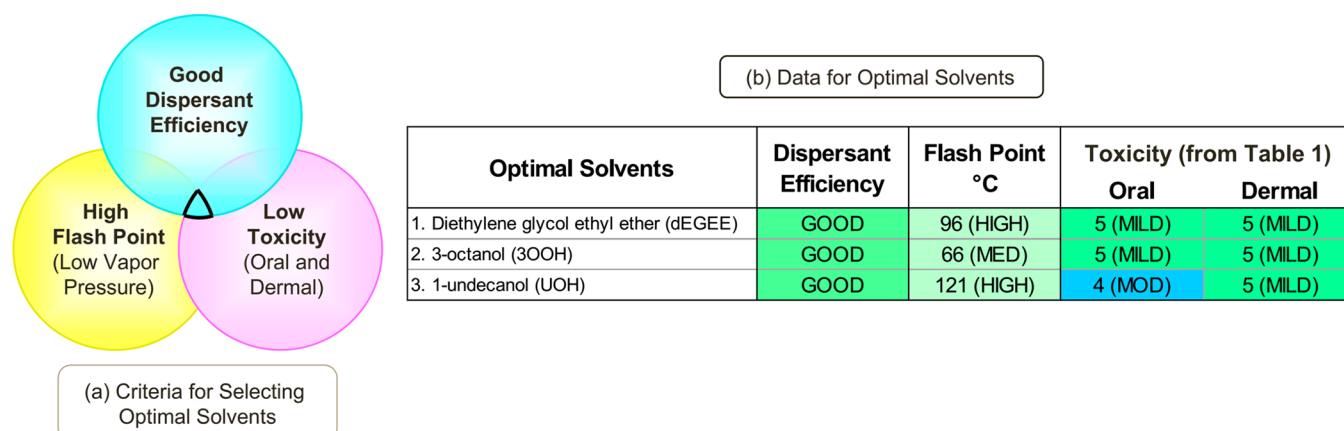 Good
Dispersant
Efficiency
High
Flash Point
(Low Vapor
Pressure)
Low
Toxicity
(Oral and
Dermal)
(a) Criteria for Selecting
Optimal Solvents
(b) Data for Optimal Solvents
Optimal Solvents
Dispersant
Efficiency
Flash Point
°C
Toxicity (from Table 1)
Oral Dermal
1. Diethylene glycol ethyl ether (dEGEE) GOOD 96 (HIGH) 5 (MILD) 5 (MILD)
2. 3-octanol (3OOH) GOOD 66 (MED) 5 (MILD) 5 (MILD)
3. 1-undecanol (UOH) GOOD 121 (HIGH) 4 (MOD) 5 (MILD)